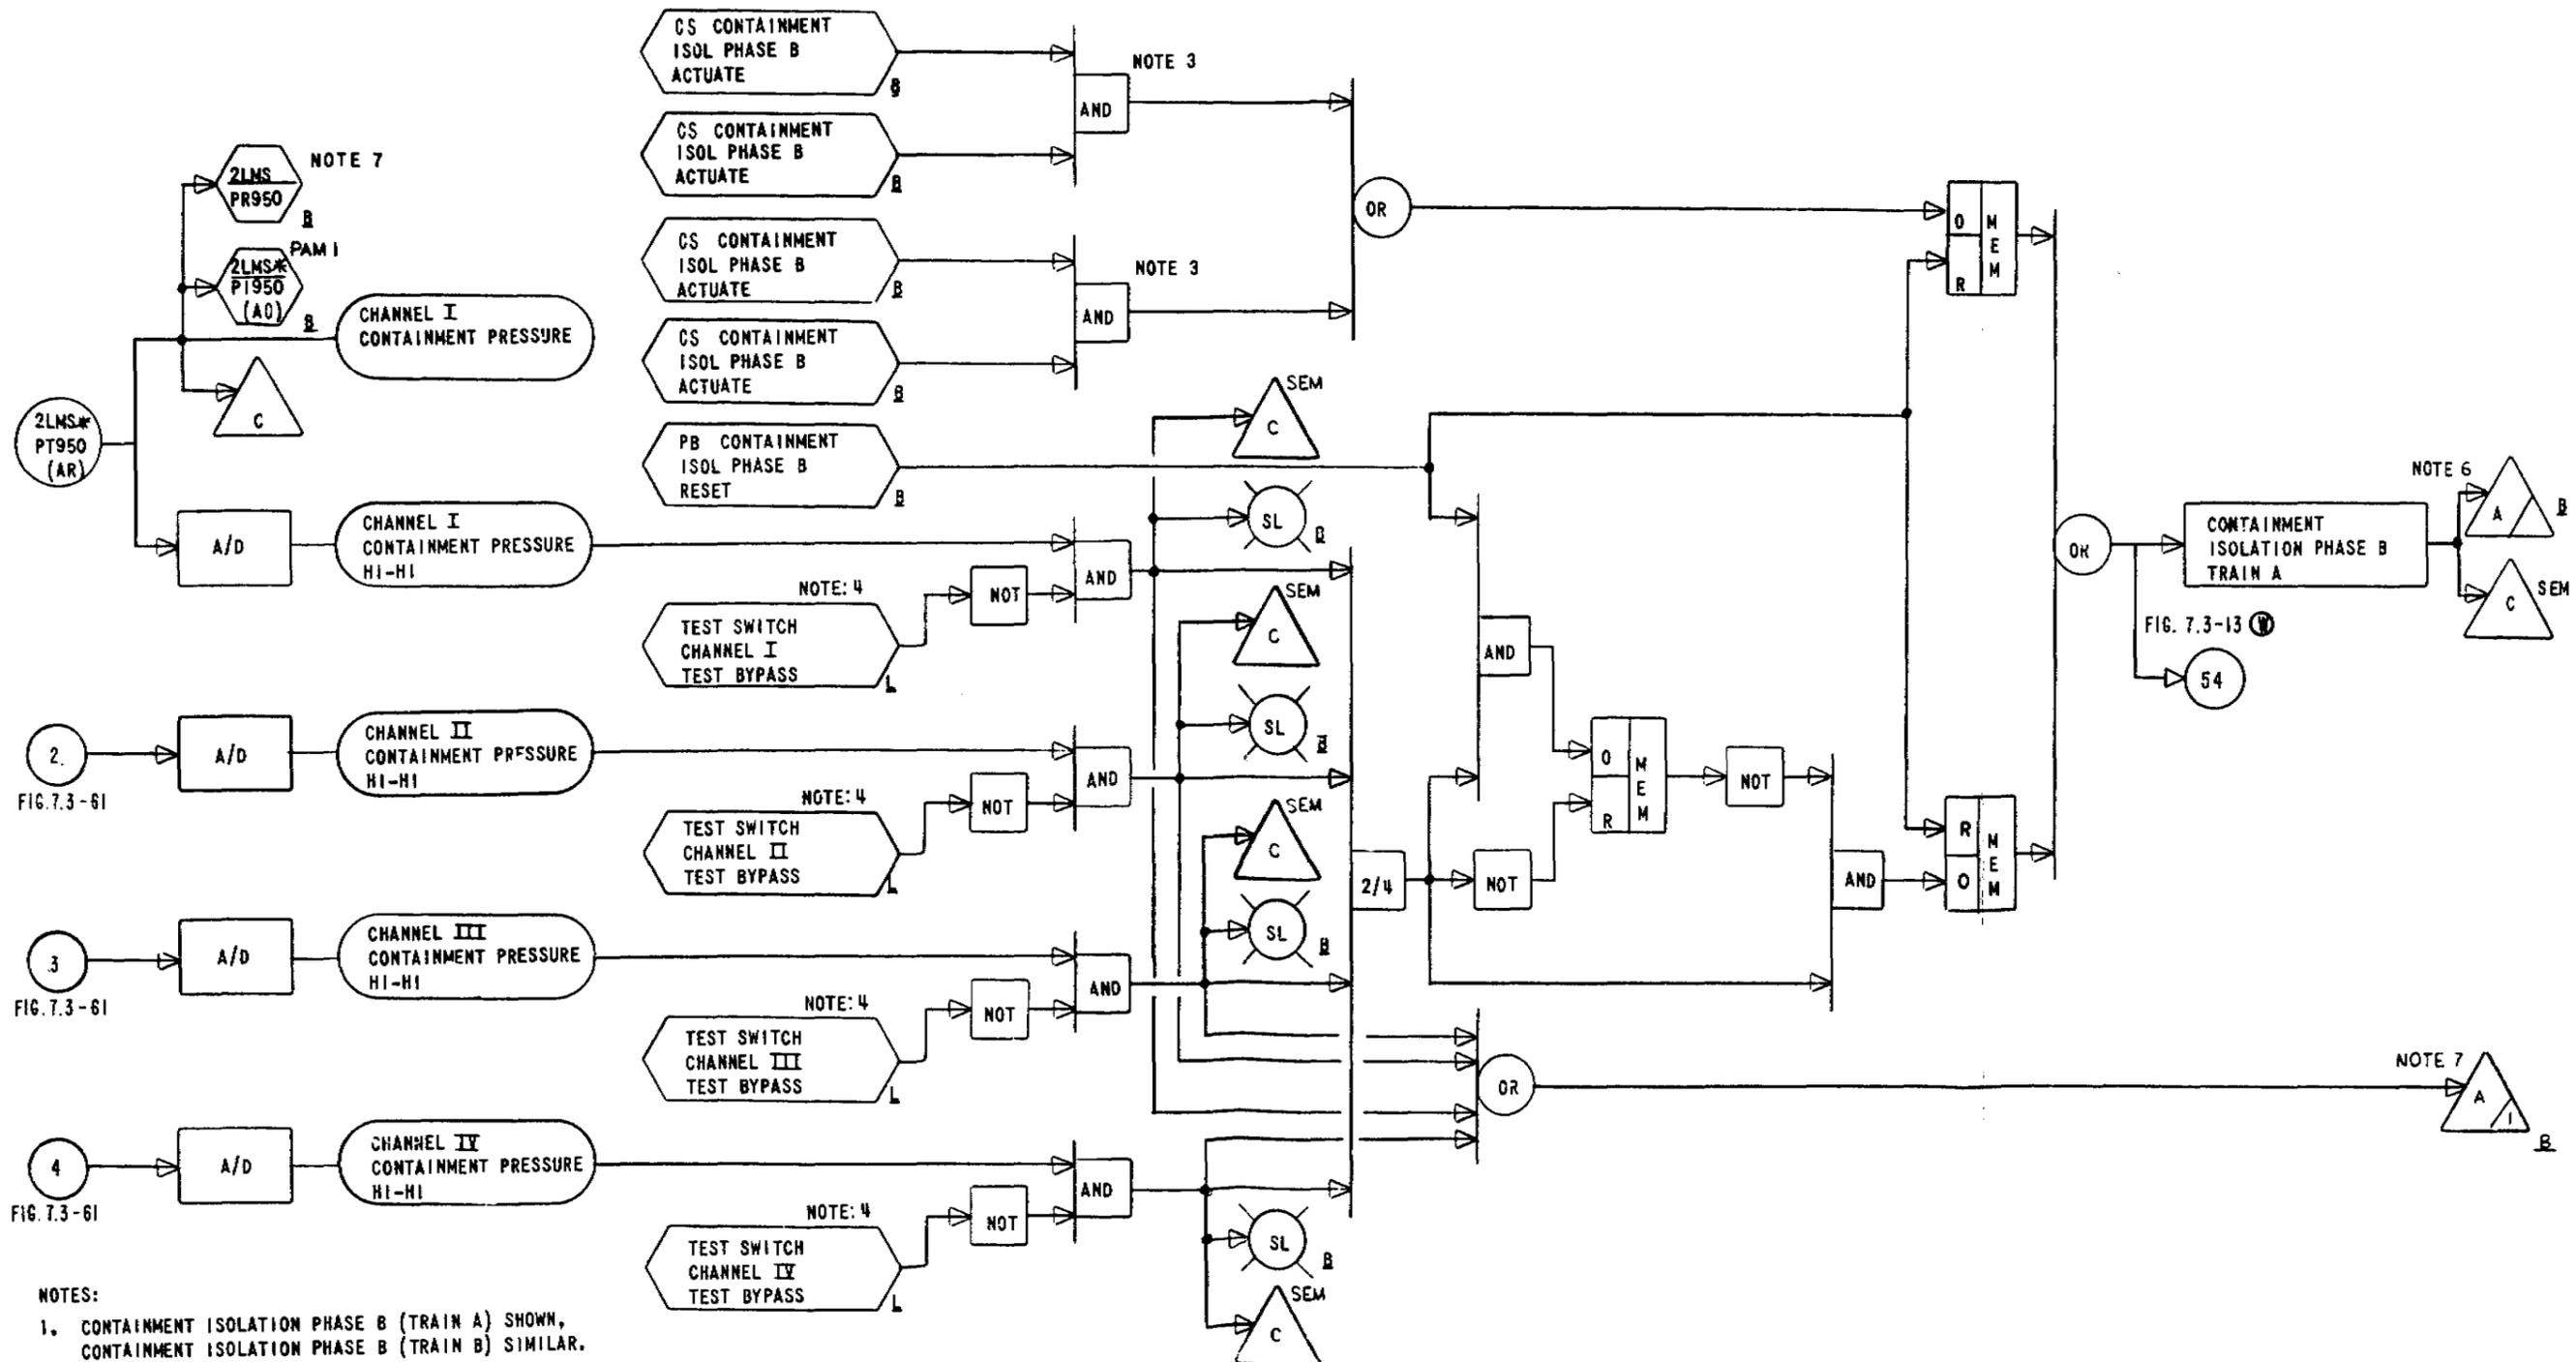 CS CONTAINMENT
ISOL PHASE B
ACTUATE
B
NOTE 3
AND
CS CONTAINMENT
ISOL PHASE B
ACTUATE
B
2LMS
PR950
NOTE 7
B
2LMS*
PI950
(AO)
PAM I
B
CS CONTAINMENT
ISOL PHASE B
ACTUATE
B
NOTE 3
AND
CS CONTAINMENT
ISOL PHASE B
ACTUATE
B
OR
O
R
MEM
CHANNEL I
CONTAINMENT PRESSURE
C
2LMS*
PT950
(AR)
PB CONTAINMENT
ISOL PHASE B
RESET
B
SEM
C
SL
A/D
CHANNEL I
CONTAINMENT PRESSURE
HI-HI
NOTE: 4
TEST SWITCH
CHANNEL I
TEST BYPASS
L
NOT
AND
SEM
C
SL
B
2.
FIG.7.3-61
A/D
CHANNEL II
CONTAINMENT PRESSURE
HI-HI
NOTE: 4
TEST SWITCH
CHANNEL II
TEST BYPASS
L
NOT
AND
SEM
C
SL
B
3
FIG.7.3-61
A/D
CHANNEL III
CONTAINMENT PRESSURE
HI-HI
NOTE: 4
TEST SWITCH
CHANNEL III
TEST BYPASS
L
NOT
AND
4
FIG.7.3-61
A/D
CHANNEL IV
CONTAINMENT PRESSURE
HI-HI
NOTE: 4
TEST SWITCH
CHANNEL IV
TEST BYPASS
L
NOT
AND
SL
B
SEM
C
2/4
AND
NOT
O
R
MEM
NOT
AND
R
O
MEM
OR
CONTAINMENT
ISOLATION PHASE B
TRAIN A
NOTE 6
A
B
C
SEM
FIG. 7.3-13 W
54
OR
NOTE 7
A
1
B
NOTES:
1. CONTAINMENT ISOLATION PHASE B (TRAIN A) SHOWN,
CONTAINMENT ISOLATION PHASE B (TRAIN B) SIMILAR.